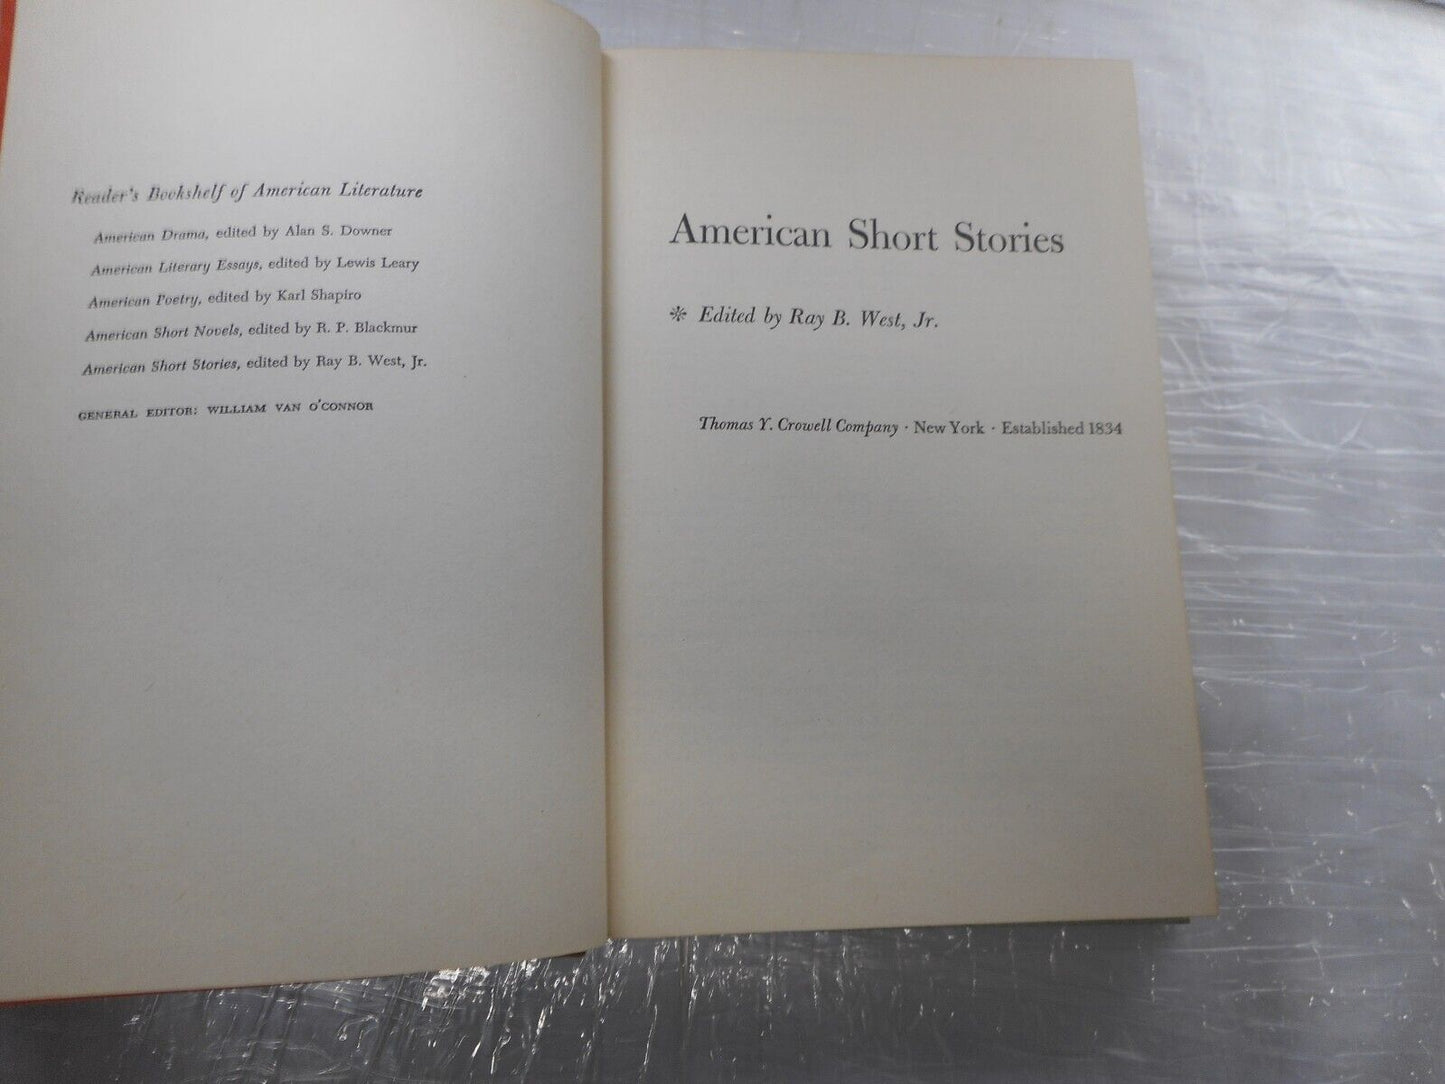 Reader's Bookshelf of American Literature
American Drama, edited by Alan S. Downer
American Literary Essays, edited by Lewis Leary
American Poetry, edited by Karl Shapiro
American Short Novels, edited by R. P. Blackmur
American Short Stories, edited by Ray B. West, Jr.
GENERAL EDITOR: WILLIAM VAN O'CONNOR
American Short Stories
* Edited by Ray B. West, Jr.
Thomas Y. Crowell Company · New York · Established 1834